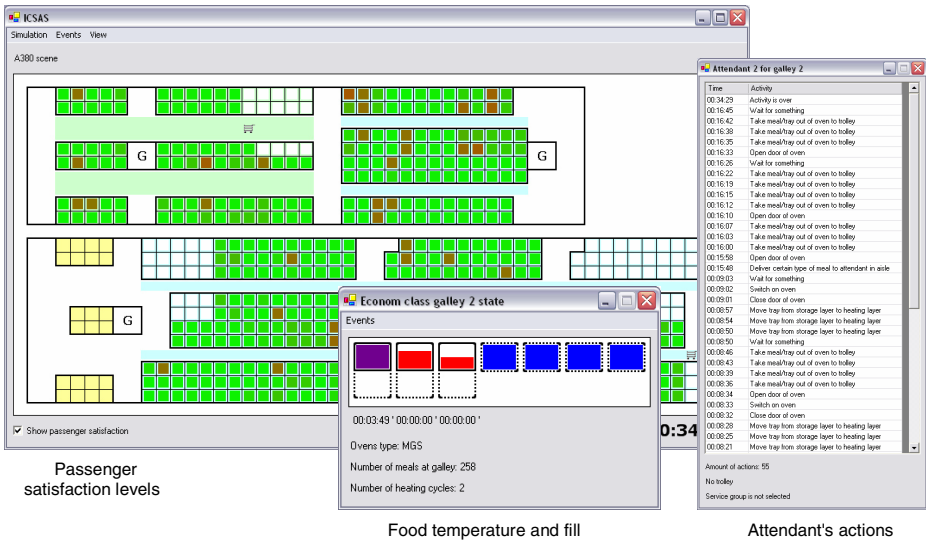 ICSAS
Simulation Events View
A380 scene
G
G
G
Show passenger satisfaction
0:34
Passenger
satisfaction levels
Econom class galley 2 state
Events
00:03:49 ' 00:00:00 ' 00:00:00 '
Ovens type: MGS
Number of meals at galley: 258
Number of heating cycles: 2
Food temperature and fill
Attendant 2 for galley 2
Time Activity
00:34:29 Activity is over
00:16:45 Wait for something
00:16:42 Take meal/tray out of oven to trolley
00:16:38 Take meal/tray out of oven to trolley
00:16:35 Take meal/tray out of oven to trolley
00:16:33 Open door of oven
00:16:26 Wait for something
00:16:22 Take meal/tray out of oven to trolley
00:16:19 Take meal/tray out of oven to trolley
00:16:15 Take meal/tray out of oven to trolley
00:16:12 Take meal/tray out of oven to trolley
00:16:10 Open door of oven
00:16:07 Take meal/tray out of oven to trolley
00:16:03 Take meal/tray out of oven to trolley
00:16:00 Take meal/tray out of oven to trolley
00:15:58 Open door of oven
00:15:48 Deliver certain type of meal to attendant in aisle
00:09:03 Wait for something
00:09:02 Switch on oven
00:09:01 Close door of oven
00:08:57 Move tray from storage layer to heating layer
00:08:54 Move tray from storage layer to heating layer
00:08:50 Move tray from storage layer to heating layer
00:08:50 Wait for something
00:08:46 Take meal/tray out of oven to trolley
00:08:43 Take meal/tray out of oven to trolley
00:08:39 Take meal/tray out of oven to trolley
00:08:36 Take meal/tray out of oven to trolley
00:08:34 Open door of oven
00:08:33 Switch on oven
00:08:32 Close door of oven
00:08:28 Move tray from storage layer to heating layer
00:08:25 Move tray from storage layer to heating layer
00:08:21 Move tray from storage layer to heating layer
Amount of actions: 55
No trolley
Service group is not selected
Attendant's actions